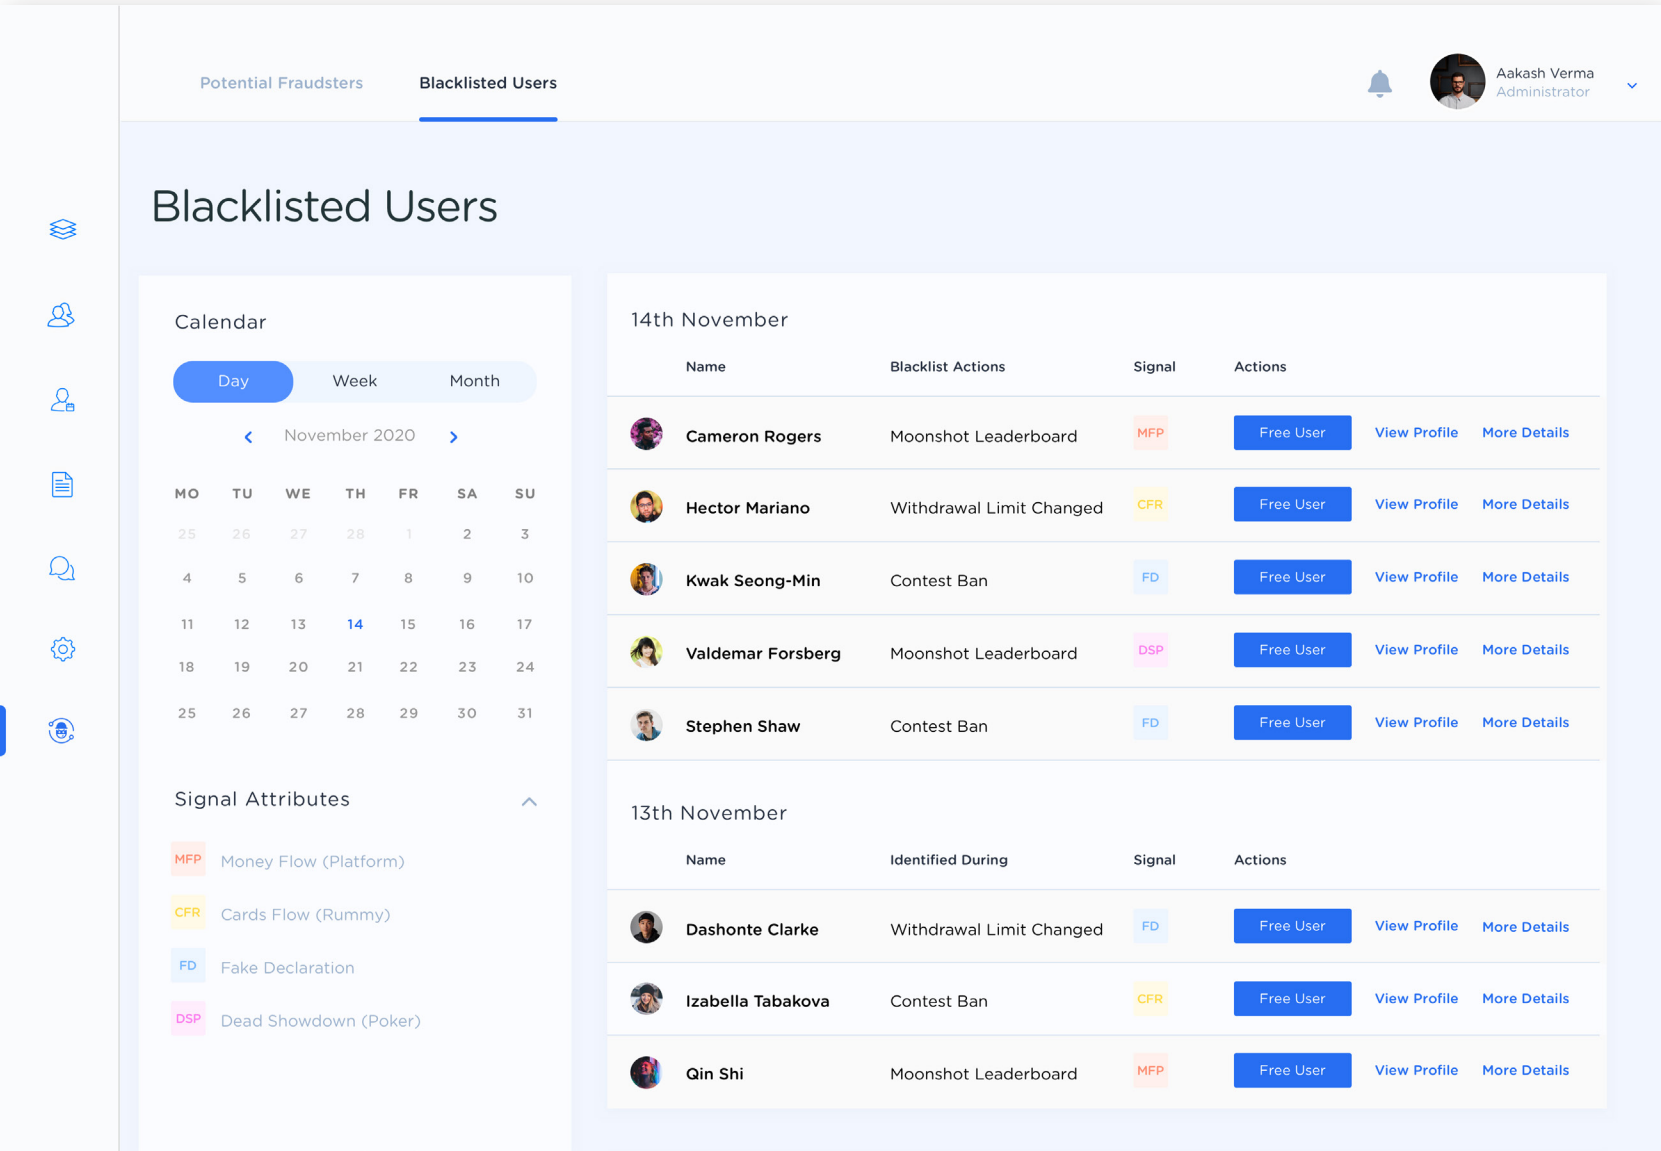 Potential Fraudsters
Blacklisted Users
Aakash Verma
Administrator
Blacklisted Users
Calendar
Day Week Month
November 2020
MO TU WE TH FR SA SU
25 26 27 28 1 2 3
4 5 6 7 8 9 10
11 12 13 14 15 16 17
18 19 20 21 22 23 24
25 26 27 28 29 30 31
Signal Attributes
MFP Money Flow (Platform)
CFR Cards Flow (Rummy)
FD Fake Declaration
DSP Dead Showdown (Poker)
14th November
Name Blacklist Actions Signal Actions
Cameron Rogers Moonshot Leaderboard MFP Free User View Profile More Details
Hector Mariano Withdrawal Limit Changed CFR Free User View Profile More Details
Kwak Seong-Min Contest Ban FD Free User View Profile More Details
Valdemar Forsberg Moonshot Leaderboard DSP Free User View Profile More Details
Stephen Shaw Contest Ban FD Free User View Profile More Details
13th November
Name Identified During Signal Actions
Dashonte Clarke Withdrawal Limit Changed FD Free User View Profile More Details
Izabella Tabakova Contest Ban CFR Free User View Profile More Details
Qin Shi Moonshot Leaderboard MFP Free User View Profile More Details